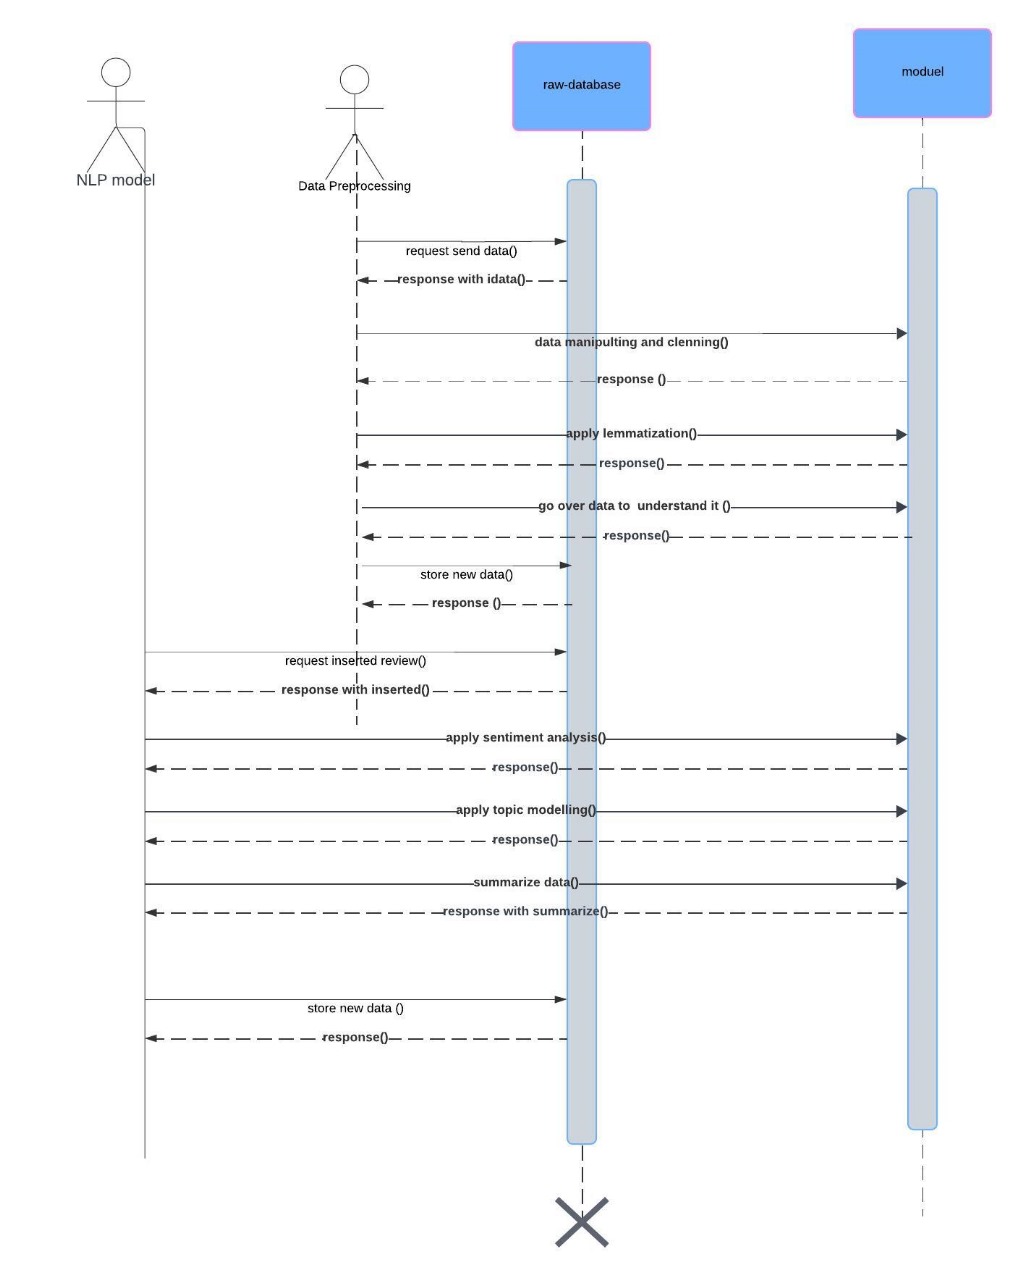 raw-database
moduel
NLP model
Data Preprocessing
request send data()
response with idata()
data manipulting and clenning()
response ()
apply lemmatization()
response()
go over data to  understand it ()
response()
store new data()
response ()
request inserted review()
response with inserted()
apply sentiment analysis()
response()
apply topic modelling()
response()
summarize data()
response with summarize()
store new data ()
response()